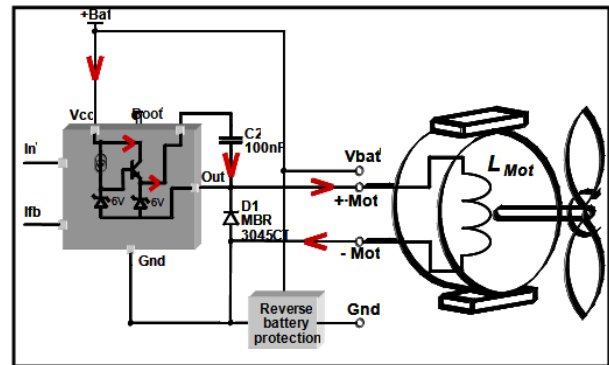 +Bat
Vcc
Boot
C2
100nF
In
Out
Vbat
L Mot
6V
6V
+ Mot
Ifb
D1
MBR
3045CT
- Mot
Gnd
Reverse
battery
protection
Gnd